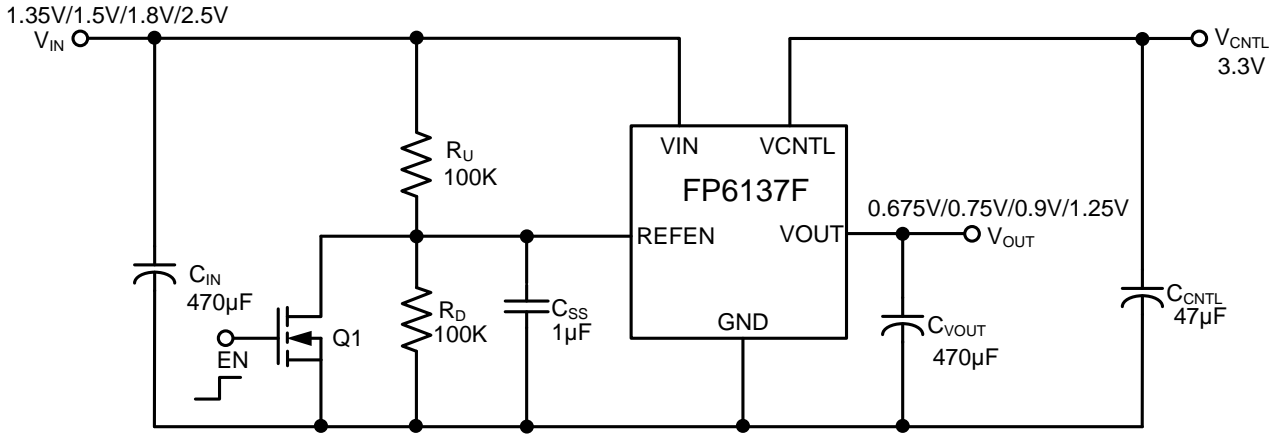 1.35V/1.5V/1.8V/2.5V
VIN
VCNTL
3.3V
RU
100K
VIN
VCNTL
FP6137F
0.675V/0.75V/0.9V/1.25V
REFEN
VOUT
VOUT
CIN
470µF
RD
100K
CSS
1µF
GND
CVOUT
470µF
CCNTL
47µF
Q1
EN